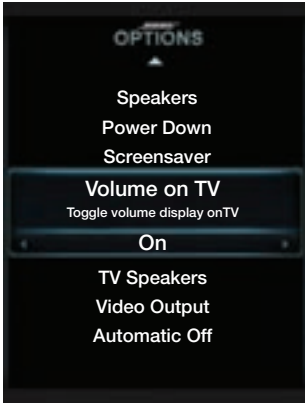 OPTIONS
Speakers
Power Down
Screensaver
Volume on TV
Toggle volume display onTV
On
TV Speakers
Video Output
Automatic Off